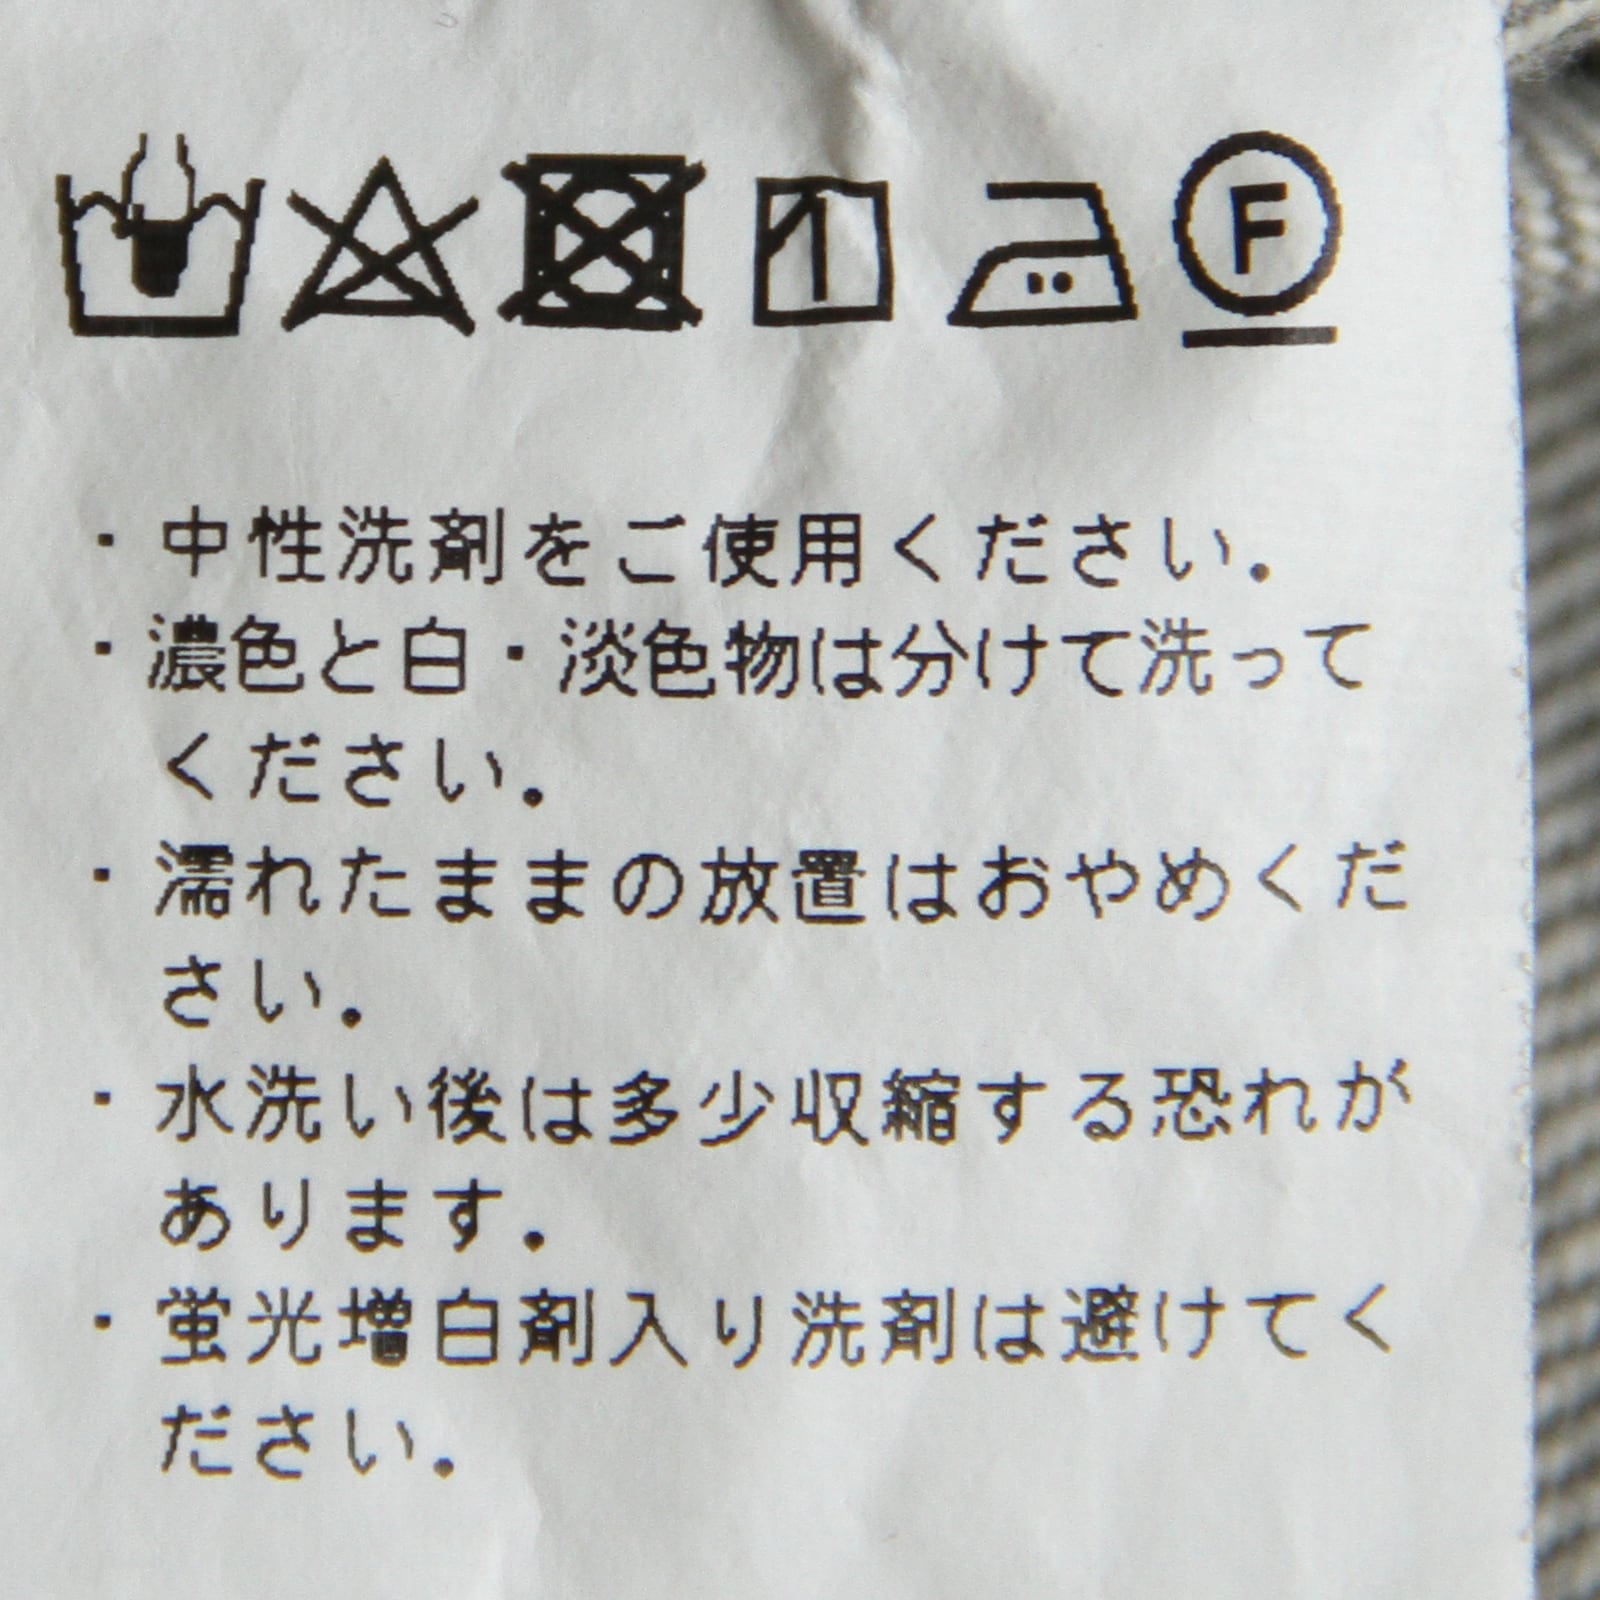 F
・中性洗剤をご使用ください。
・濃色と白・淡色物は分けて洗って
ください。
・濡れたままの放置はおやめくだ
さい。
・水洗い後は多少収縮する恐れが
あります。
・蛍光増白剤入り洗剤は避けてく
ださい。